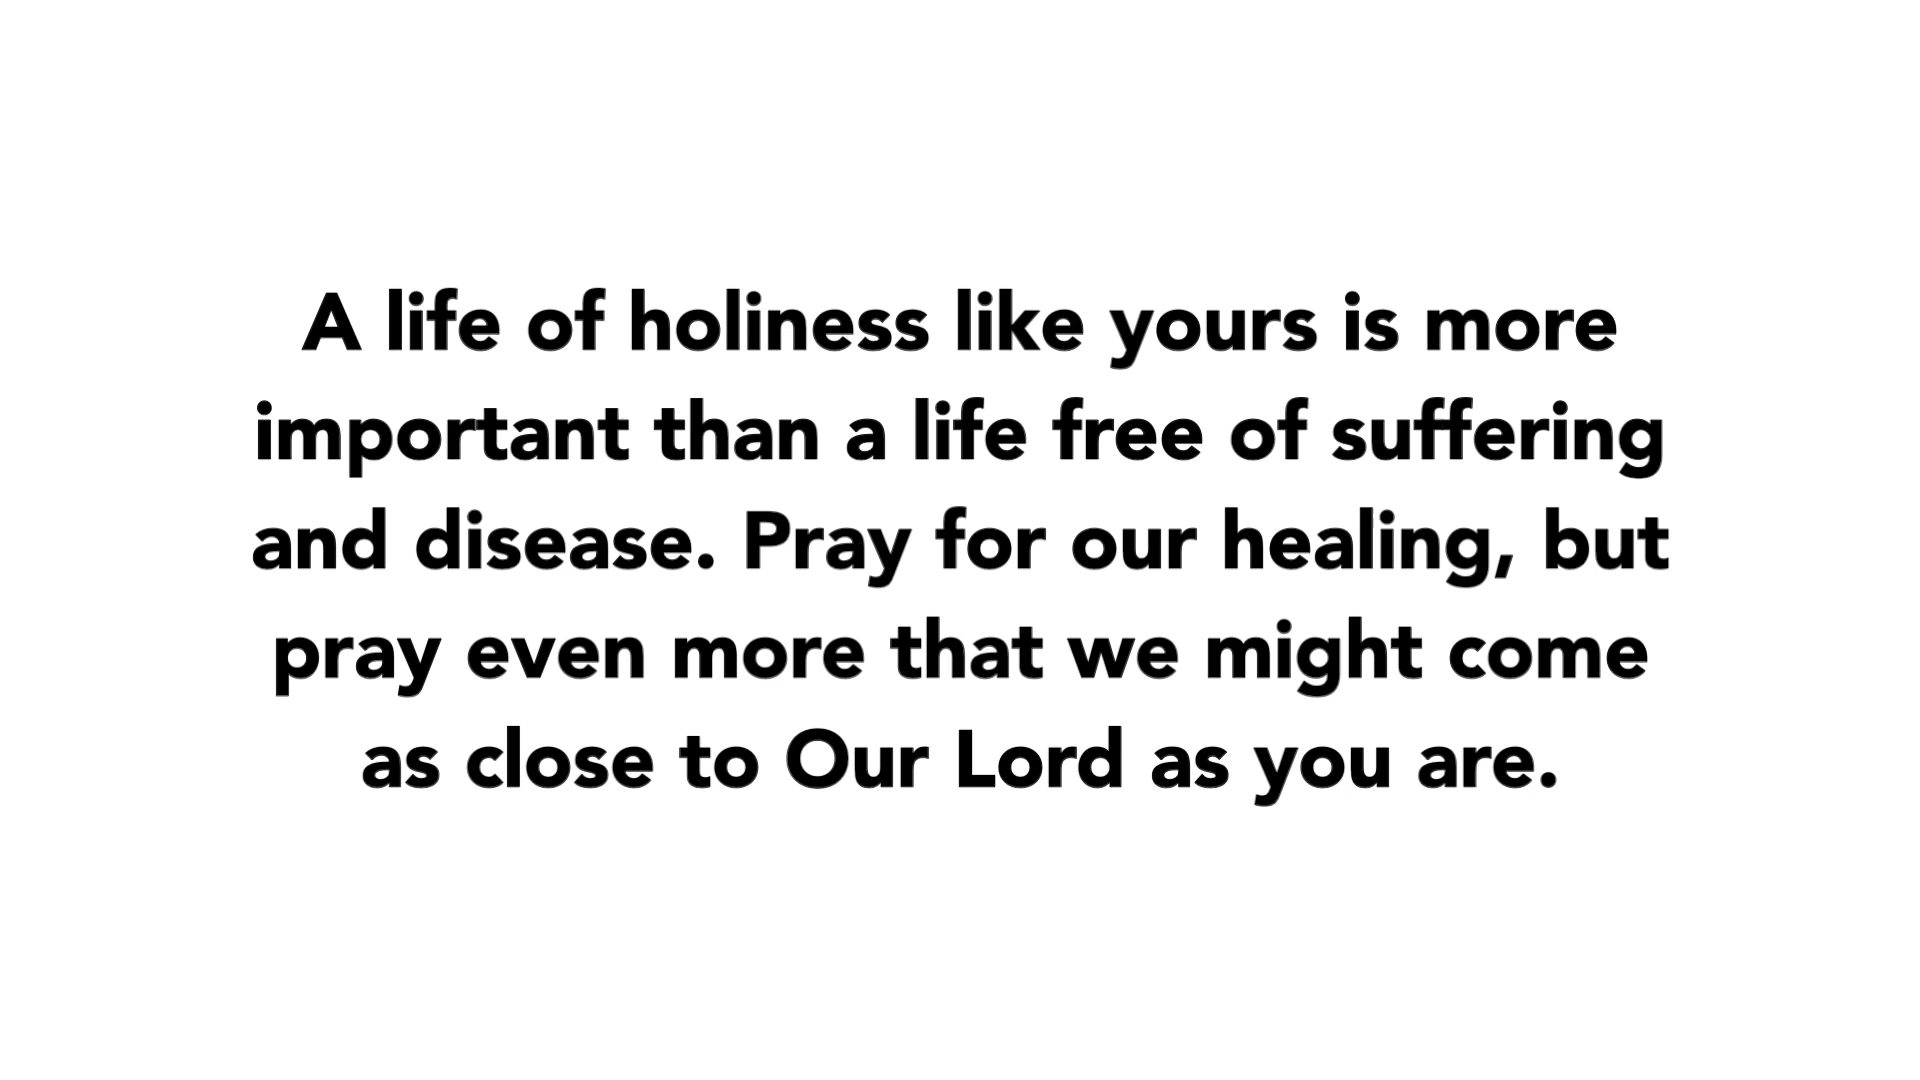 A life of holiness like yours is more
important than a life free of suffering
and disease. Pray for our healing, but
pray even more that we might come
as close to Our Lord as you are.